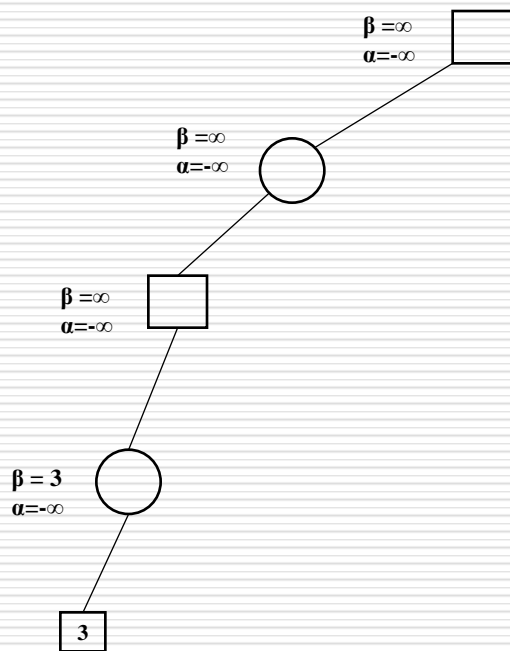 β =∞
α=-∞
β =∞
α=-∞
β =∞
α=-∞
β = 3
α=-∞
3